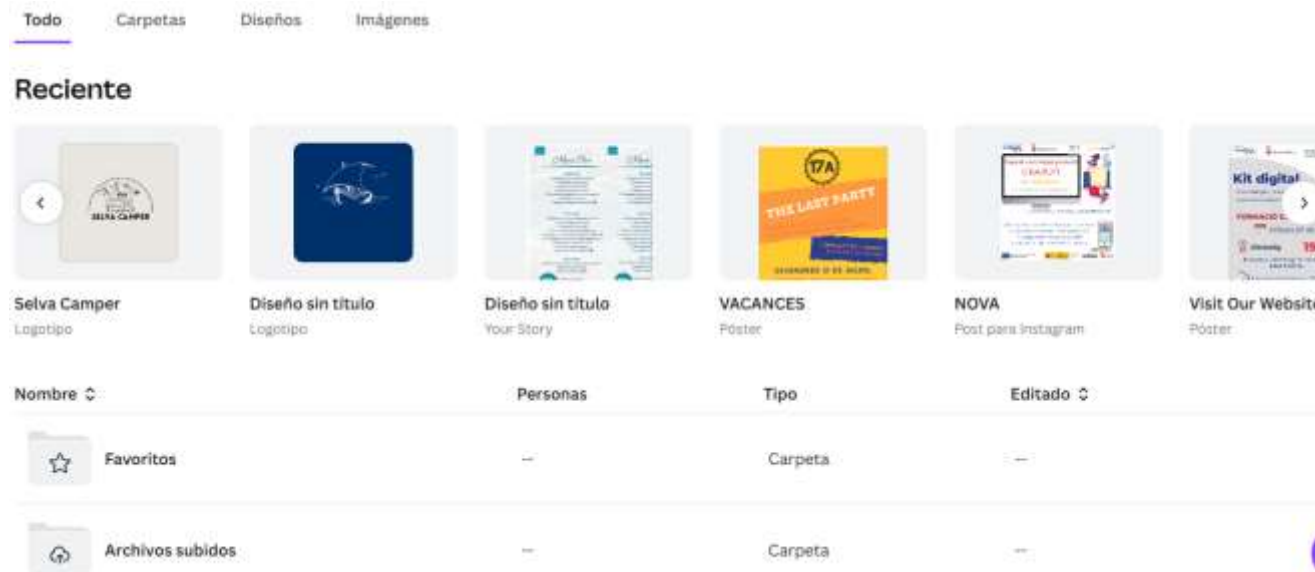 Todo Carpetas Diseños Imágenes
Reciente
SELVA CAMPER
17A
THE LAST PARTY
Kit digital
Selva Camper Diseño sin título Diseño sin título VACANCES NOVA Visit Our Website
Logotipo Logotipo Your Story Póster Post para Instagram Póster
Nombre Personas Tipo Editado
Favoritos -- Carpeta --
Archivos subidos -- Carpeta --